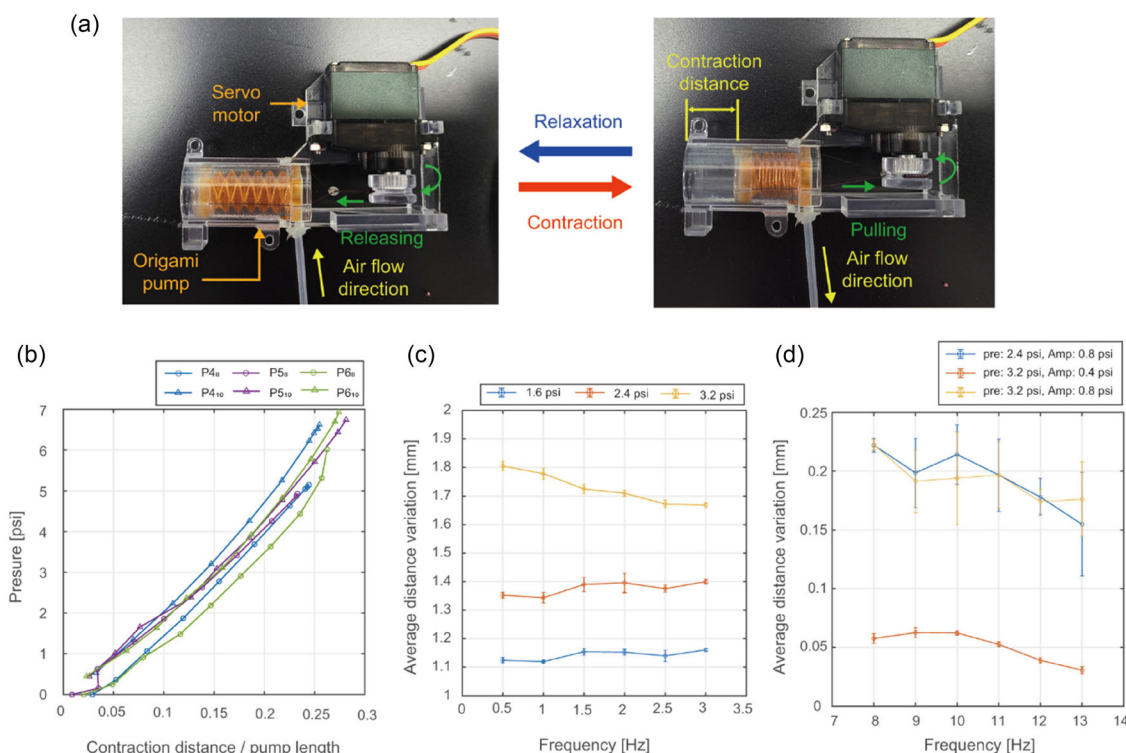 (a)
Servo
motor
Origami
pump
Releasing
Air flow
direction
Relaxation
Contraction
Contraction
distance
Pulling
Air flow
direction
(b)
P4₈ P5₈ P6₈
P4₁₀ P5₁₀ P6₁₀
Presure [psi]
7
6
5
4
3
2
1
0
0 0.05 0.1 0.15 0.2 0.25 0.3
Contraction distance / pump length
(c)
1.6 psi 2.4 psi 3.2 psi
Average distance variation [mm]
2
1.9
1.8
1.7
1.6
1.5
1.4
1.3
1.2
1.1
1
0 0.5 1 1.5 2 2.5 3 3.5
Frequency [Hz]
(d)
pre: 2.4 psi, Amp: 0.8 psi
pre: 3.2 psi, Amp: 0.4 psi
pre: 3.2 psi, Amp: 0.8 psi
Average distance variation [mm]
0.25
0.20
0.15
0.10
0.05
0.00
7 8 9 10 11 12 13 14
Frequency [Hz]